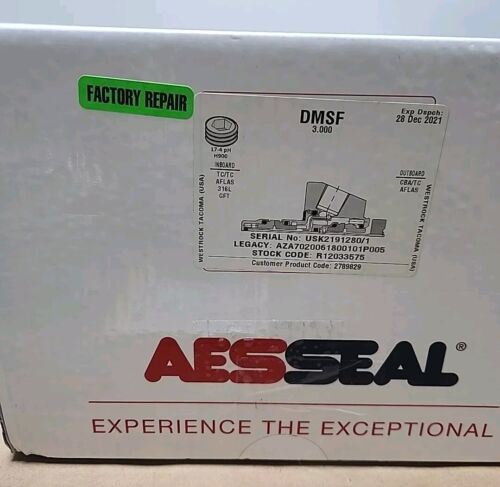 FACTORY REPAIR
DMSF
3.000
Exp Dspch:
28 Dec 2021
17-4 pH
H900
INBOARD
TC/TC
AFLAS
316L
GFT
OUTBOARD
CBA/TC
AFLAS
WESTROCK TACOMA (USA)
WESTROCK TACOMA (USA)
SERIAL No: USK2191280/1
LEGACY: AZA7020061800101P005
STOCK CODE: R12033575
Customer Product Code: 2789829
AESSEAL®
EXPERIENCE THE EXCEPTIONAL